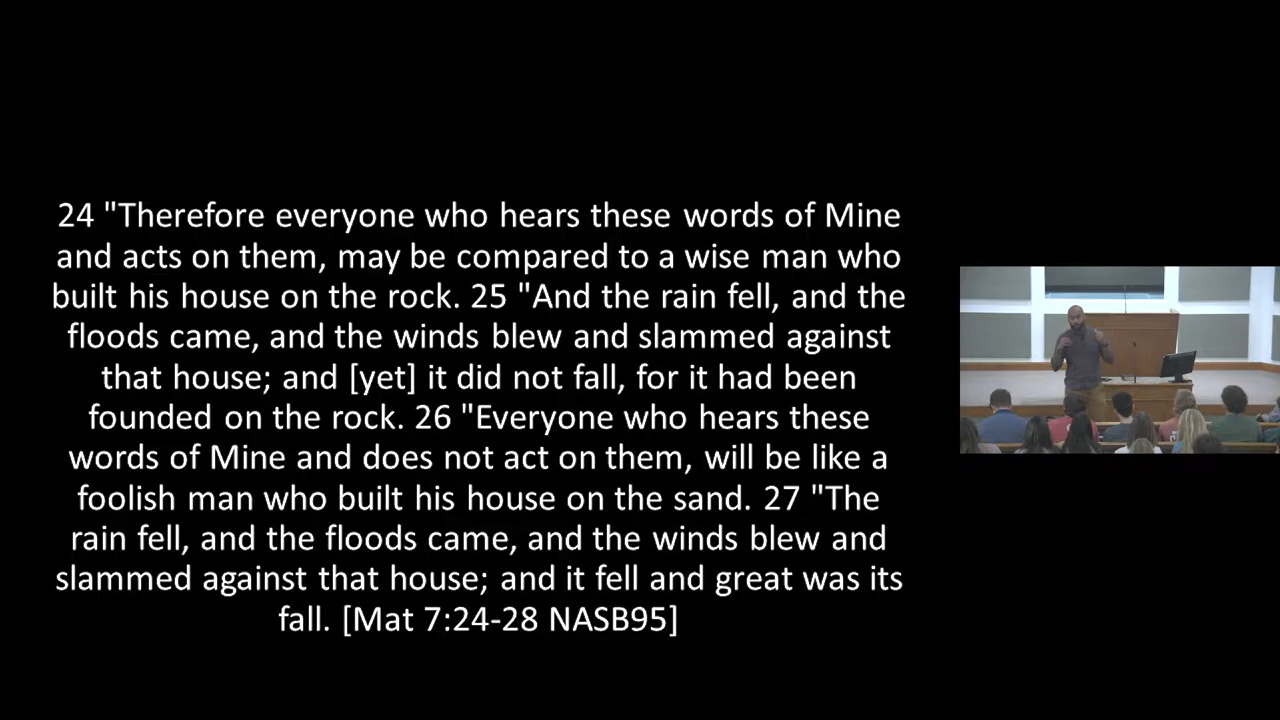 24 "Therefore everyone who hears these words of Mine
and acts on them, may be compared to a wise man who
built his house on the rock. 25 "And the rain fell, and the
floods came, and the winds blew and slammed against
that house; and [yet] it did not fall, for it had been
founded on the rock. 26 "Everyone who hears these
words of Mine and does not act on them, will be like a
foolish man who built his house on the sand. 27 "The
rain fell, and the floods came, and the winds blew and
slammed against that house; and it fell and great was its
fall. [Mat 7:24-28 NASB95]